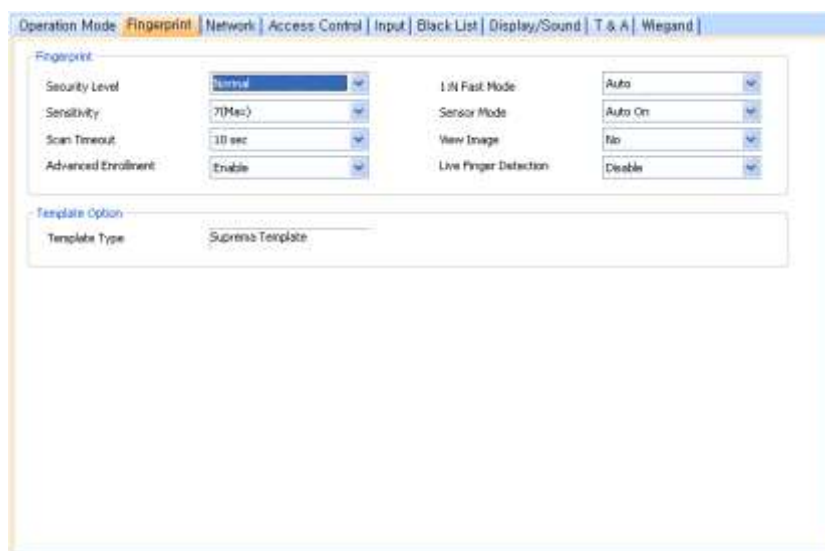 Operation Mode Fingerprint Network Access Control Input Black List Display/Sound T & A Wiegand
Fingerprint
Security Level Normal 1:N Fast Mode Auto
Sensitivity 7(Max) Sensor Mode Auto On
Scan Timeout 10 sec View Image No
Advanced Enrollment Enable Live Finger Detection Disable
Template Option
Template Type Suprema Template